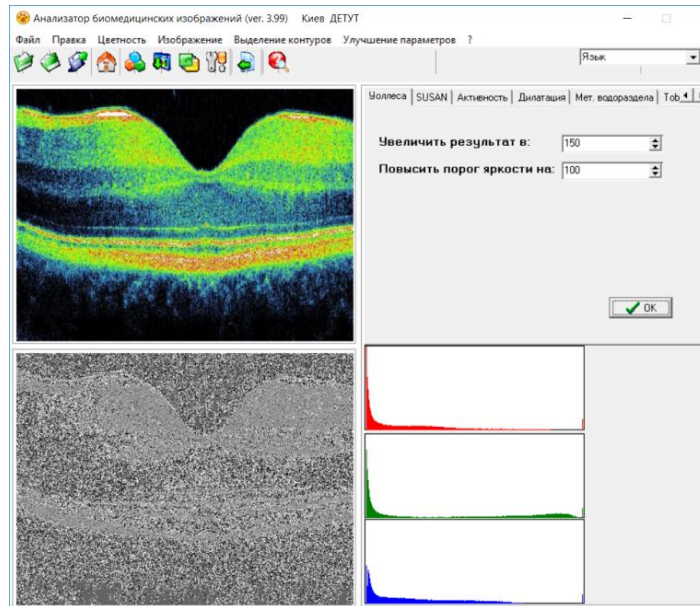 Анализатор биомедицинских изображений (ver. 3.99) Киев ДЕТУТ
Файл Правка Цветность Изображение Выделение контуров Улучшение параметров ?
Язык
Уоллеса SUSAN Активность Дилатация Мет. водораздела Tob
Увеличить результат в: 150
Повысить порог яркости на: 100
OK